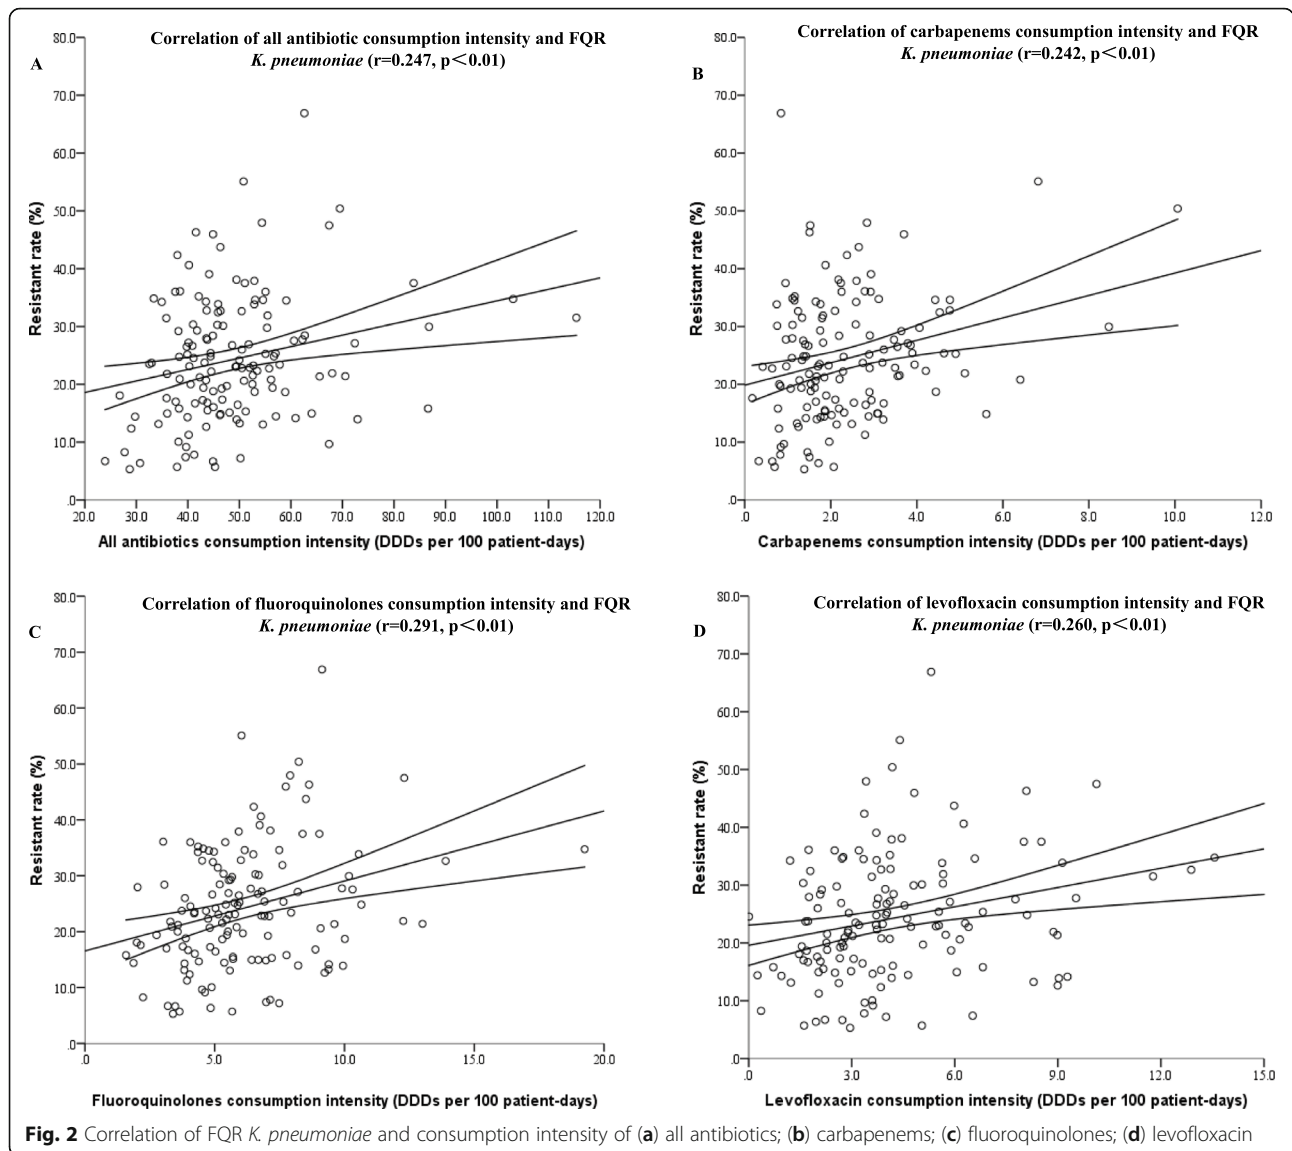 A
Correlation of all antibiotic consumption intensity and FQR
K. pneumoniae (r=0.247, p<0.01)
Resistant rate (%)
80.0
70.0
60.0
50.0
40.0
30.0
20.0
10.0
.0
20.0 30.0 40.0 50.0 60.0 70.0 80.0 90.0 100.0 110.0 120.0
All antibiotics consumption intensity (DDDs per 100 patient-days)
B
Correlation of carbapenems consumption intensity and FQR
K. pneumoniae (r=0.242, p<0.01)
Resistant rate (%)
80.0
70.0
60.0
50.0
40.0
30.0
20.0
10.0
.0
.0 2.0 4.0 6.0 8.0 10.0 12.0
Carbapenems consumption intensity (DDDs per 100 patient-days)
C
Correlation of fluoroquinolones consumption intensity and FQR
K. pneumoniae (r=0.291, p<0.01)
Resistant rate (%)
80.0
70.0
60.0
50.0
40.0
30.0
20.0
10.0
.0
.0 5.0 10.0 15.0 20.0
Fluoroquinolones consumption intensity (DDDs per 100 patient-days)
D
Correlation of levofloxacin consumption intensity and FQR
K. pneumoniae (r=0.260, p<0.01)
Resistant rate (%)
80.0
70.0
60.0
50.0
40.0
30.0
20.0
10.0
.0
.0 3.0 6.0 9.0 12.0 15.0
Levofloxacin consumption intensity (DDDs per 100 patient-days)
Fig. 2 Correlation of FQR K. pneumoniae and consumption intensity of (a) all antibiotics; (b) carbapenems; (c) fluoroquinolones; (d) levofloxacin